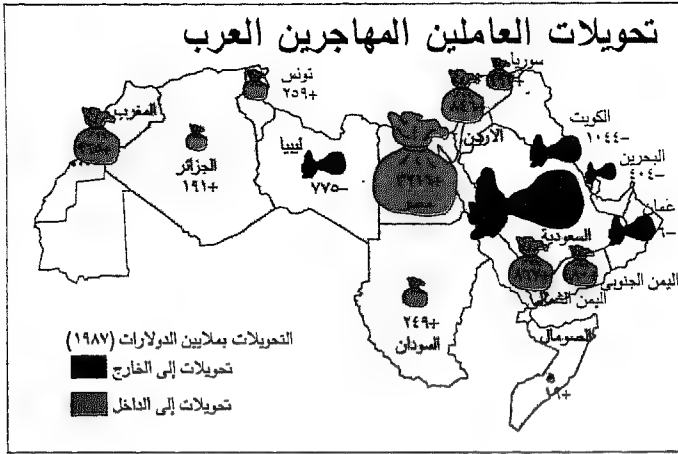 تحويلات العاملين المهاجرين العرب
سوريا
تونس
+٢٥٩
المغرب
الكويت
−١٠٤٤
الأردن
ليبيا
−٧٧٥
الجزائر
+١٩١
البحرين
−٤٠٤
مصر
عُمان
السعودية
اليمن الجنوبي
اليمن الشمالي
+٢٤٩
السودان
الصومال
التحويلات بملايين الدولارات (١٩٨٧)
تحويلات إلى الخارج
تحويلات إلى الداخل